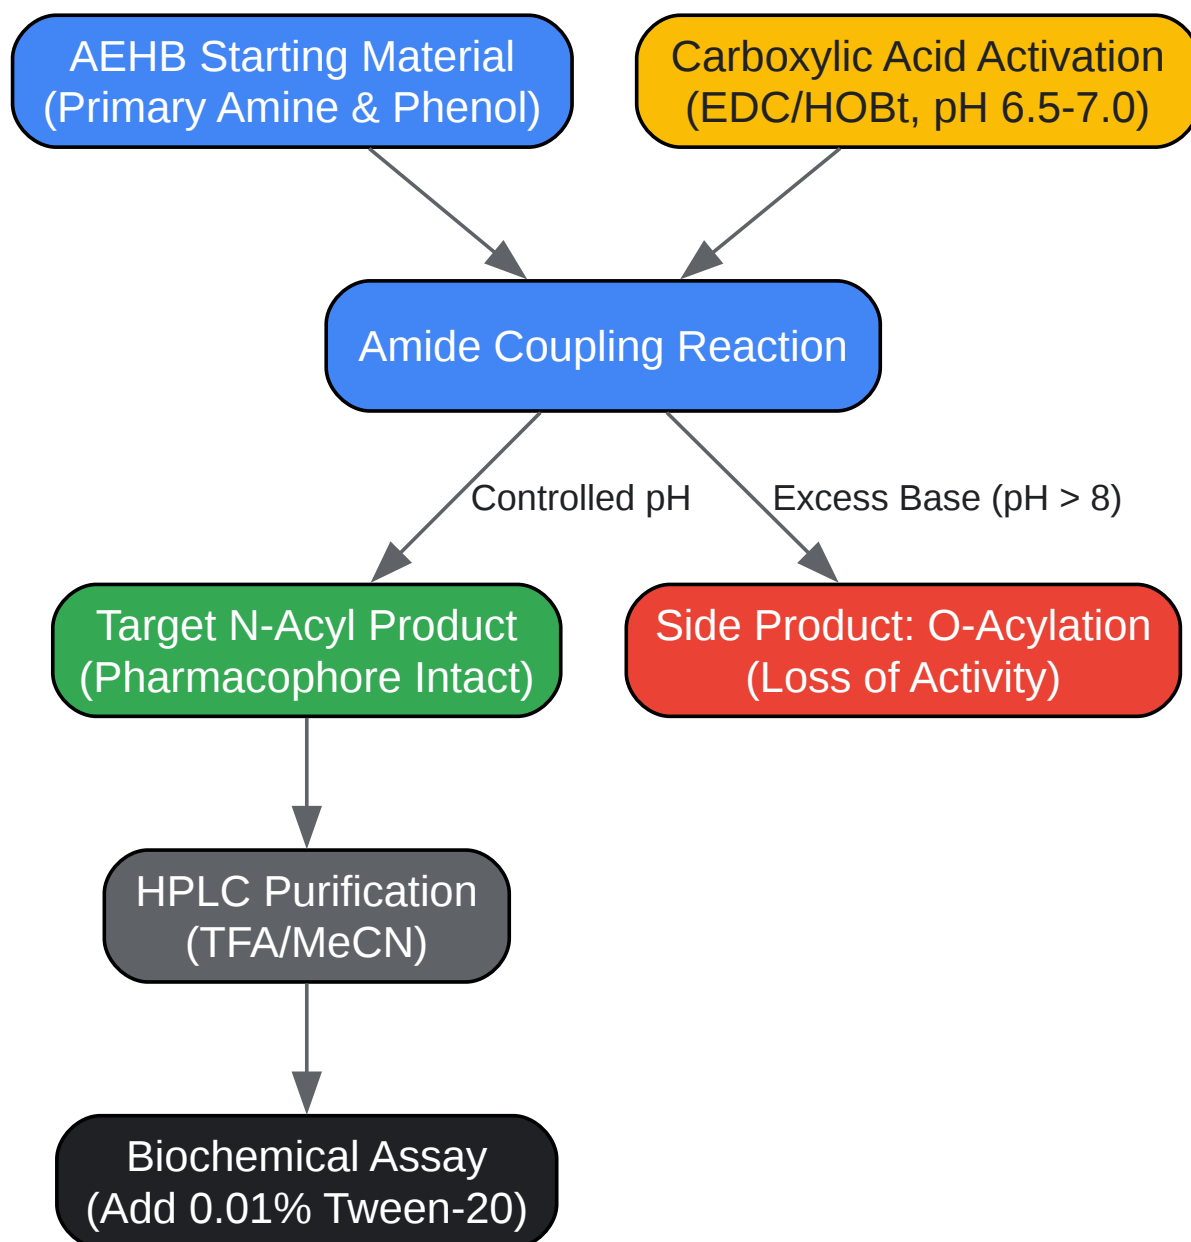 AEHB Starting Material
(Primary Amine & Phenol)
Carboxylic Acid Activation
(EDC/HOBt, pH 6.5-7.0)
Amide Coupling Reaction
Controlled pH
Excess Base (pH > 8)
Target N-Acyl Product
(Pharmacophore Intact)
Side Product: O-Acylation
(Loss of Activity)
HPLC Purification
(TFA/MeCN)
Biochemical Assay
(Add 0.01% Tween-20)